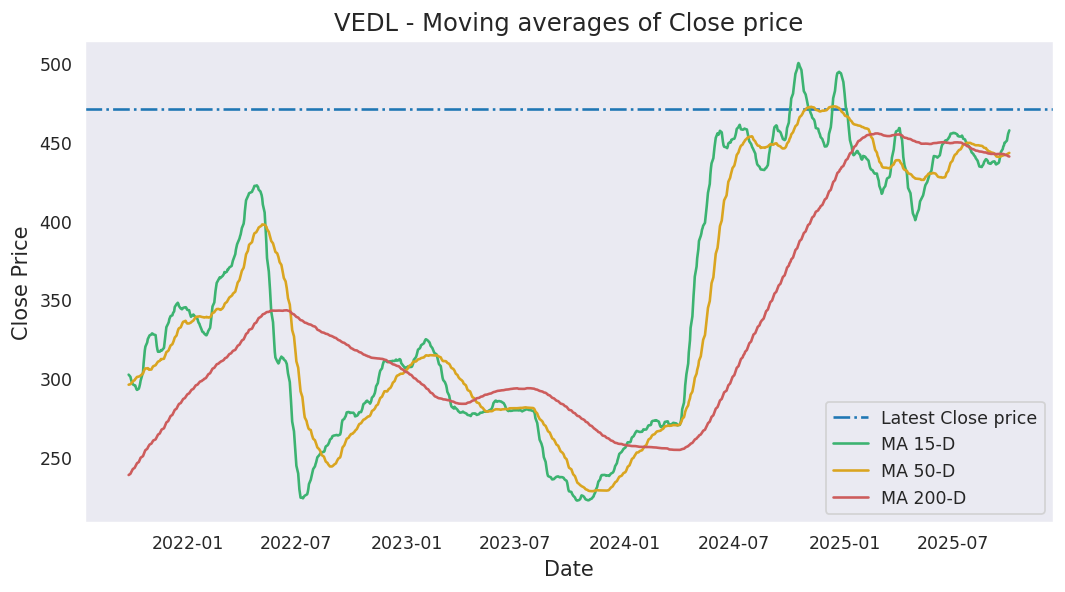 VEDL - Moving averages of Close price
Close Price
500
450
400
350
300
250
2022-01
2022-07
2023-01
2023-07
2024-01
2024-07
2025-01
2025-07
Date
Latest Close price
MA 15-D
MA 50-D
MA 200-D